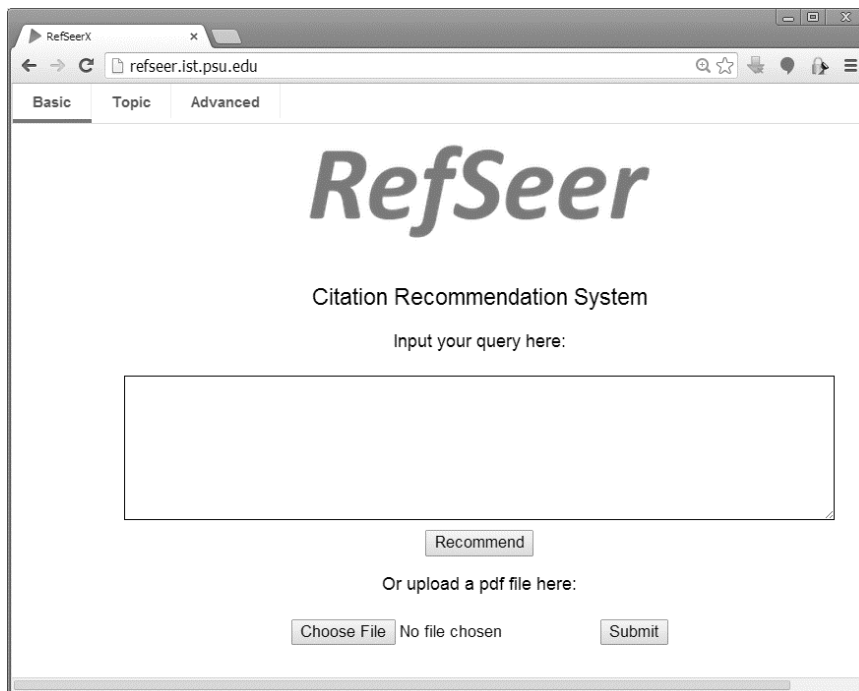 RefSeerX
refseer.ist.psu.edu
Basic Topic Advanced
RefSeer
Citation Recommendation System
Input your query here:
Recommend
Or upload a pdf file here:
Choose File No file chosen Submit